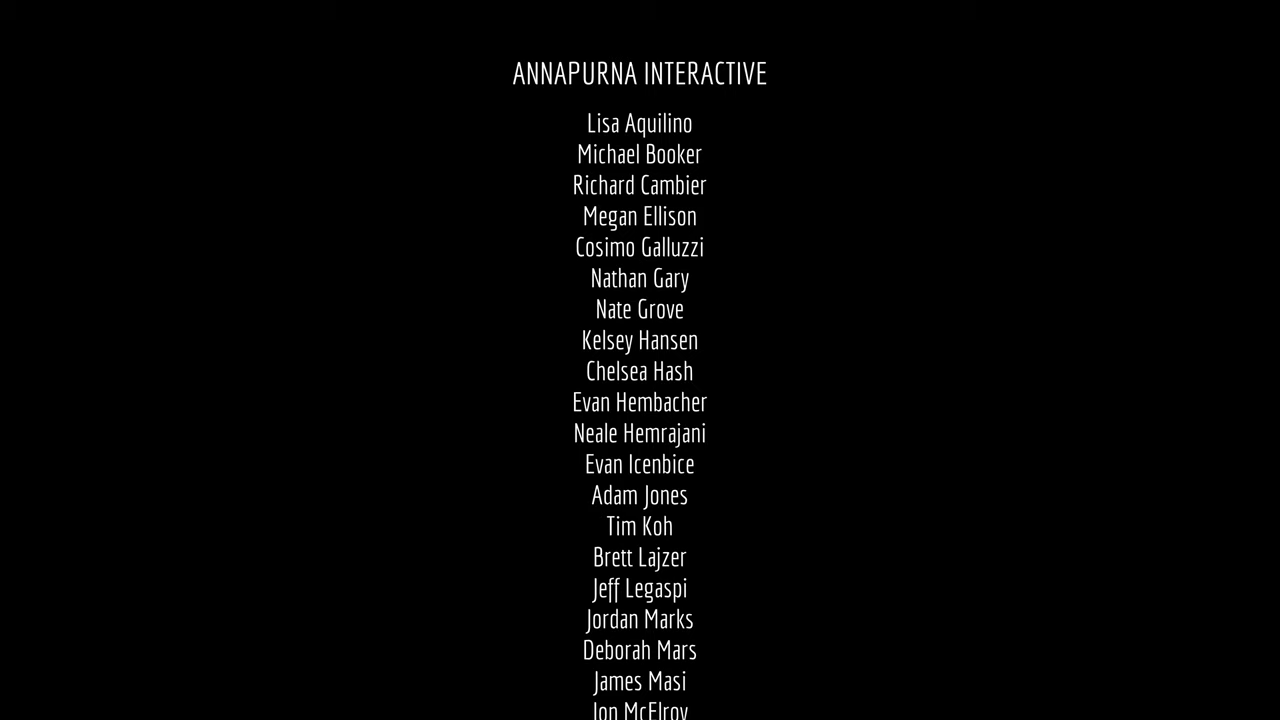 ANNAPURNA INTERACTIVE
Lisa Aquilino
Michael Booker
Richard Cambier
Megan Ellison
Cosimo Galluzzi
Nathan Gary
Nate Grove
Kelsey Hansen
Chelsea Hash
Evan Hembacher
Neale Hemrajani
Evan Icenbice
Adam Jones
Tim Koh
Brett Lajzer
Jeff Legaspi
Jordan Marks
Deborah Mars
James Masi
Jon McElroy